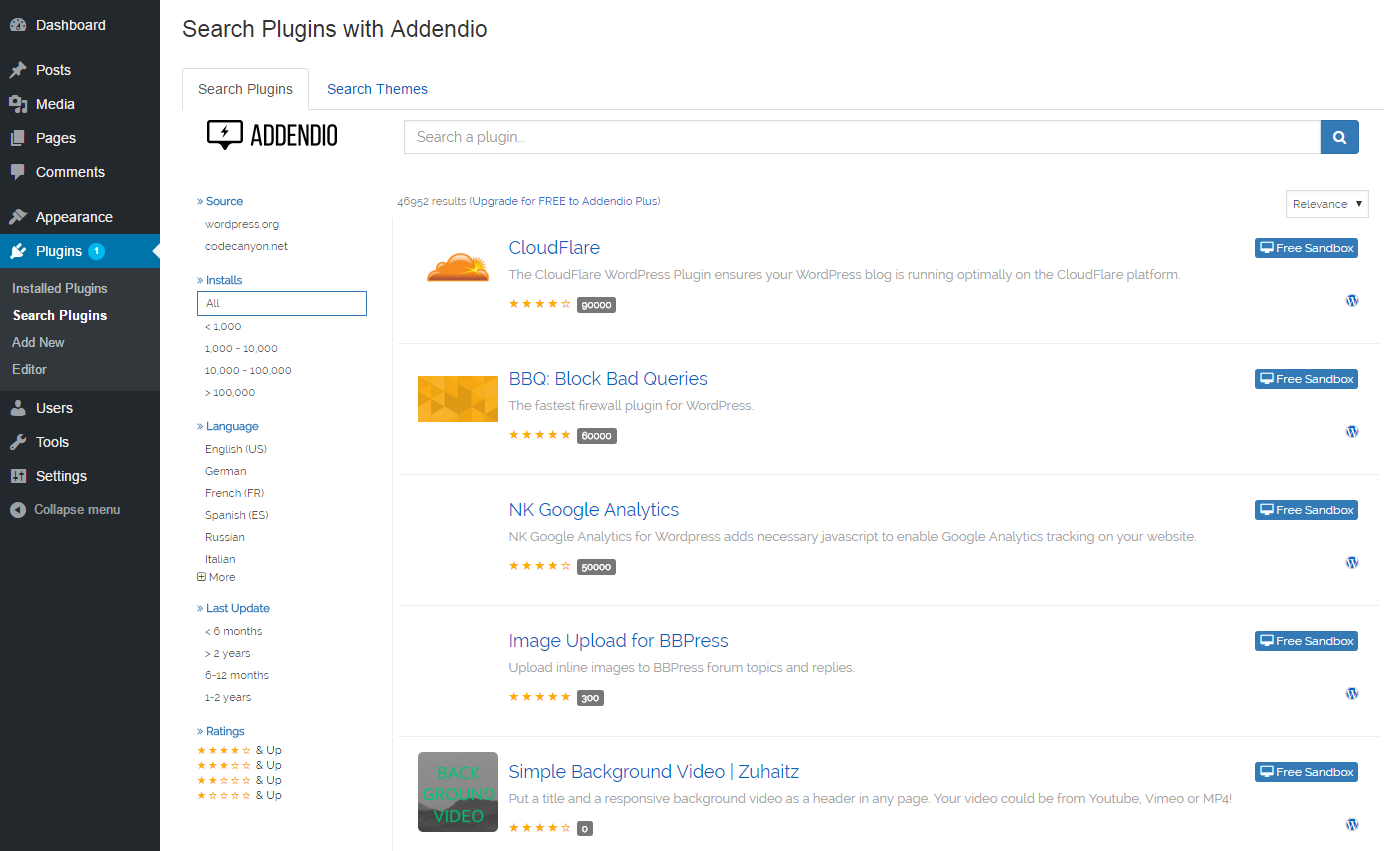 Dashboard
Posts
Media
Pages
Comments
Appearance
Plugins 1
Installed Plugins
Search Plugins
Add New
Editor
Users
Tools
Settings
Collapse menu
Search Plugins with Addendio
Search Plugins
Search Themes
ADDENDIO
Search a plugin...
» Source
wordpress.org
codecanyon.net
» Installs
All
< 1,000
1,000 - 10,000
10,000 - 100,000
> 100,000
» Language
English (US)
German
French (FR)
Spanish (ES)
Russian
Italian
More
» Last Update
< 6 months
> 2 years
6-12 months
1-2 years
» Ratings
★★★★☆ & Up
★★★☆☆ & Up
★★☆☆☆ & Up
★☆☆☆☆ & Up
46952 results (Upgrade for FREE to Addendio Plus)
Relevance
CloudFlare
Free Sandbox
The CloudFlare WordPress Plugin ensures your WordPress blog is running optimally on the CloudFlare platform.
★★★★☆ 90000
BBQ: Block Bad Queries
Free Sandbox
The fastest firewall plugin for WordPress.
★★★★★ 60000
NK Google Analytics
Free Sandbox
NK Google Analytics for Wordpress adds necessary javascript to enable Google Analytics tracking on your website.
★★★★☆ 50000
Image Upload for BBPress
Free Sandbox
Upload inline images to BBPress forum topics and replies.
★★★★★ 300
BACK
GROUND
VIDEO
Simple Background Video | Zuhaitz
Free Sandbox
Put a title and a responsive background video as a header in any page. Your video could be from Youtube, Vimeo or MP4!
★★★★☆ 0